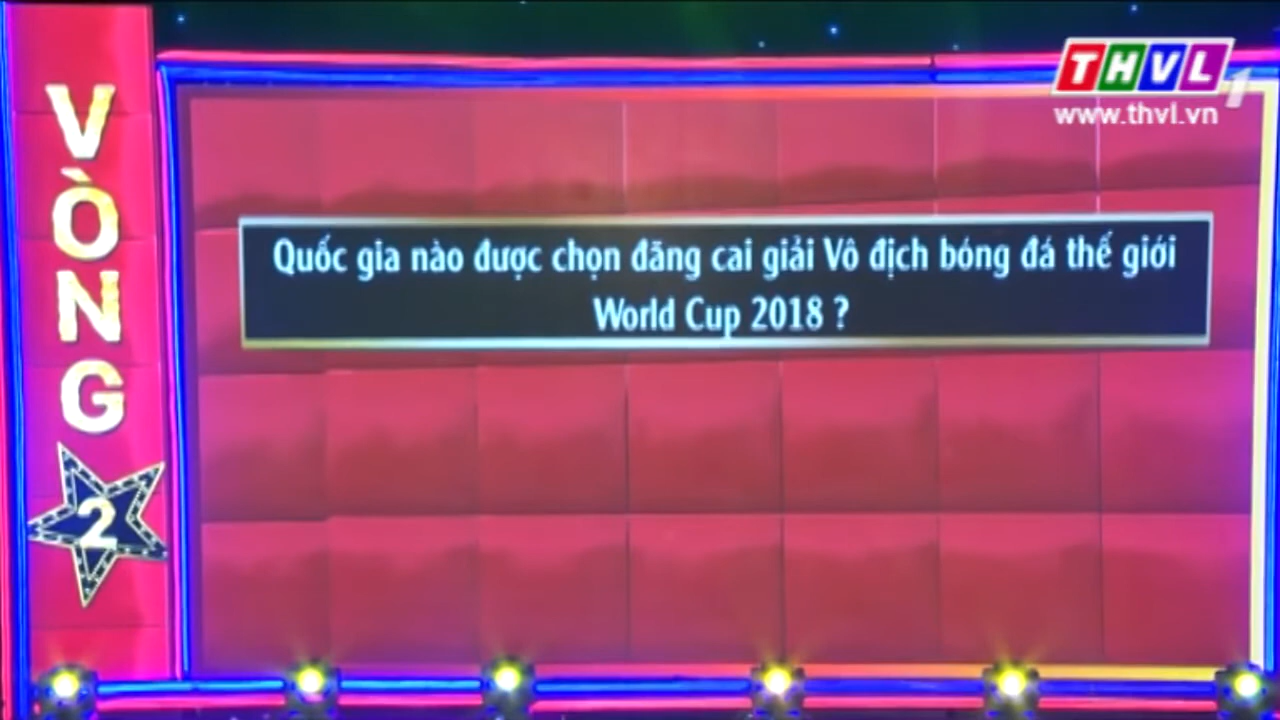 THVL1
www.thvl.vn
VÒNG
2
Quốc gia nào được chọn đăng cai giải Vô địch bóng đá thế giới
World Cup 2018 ?